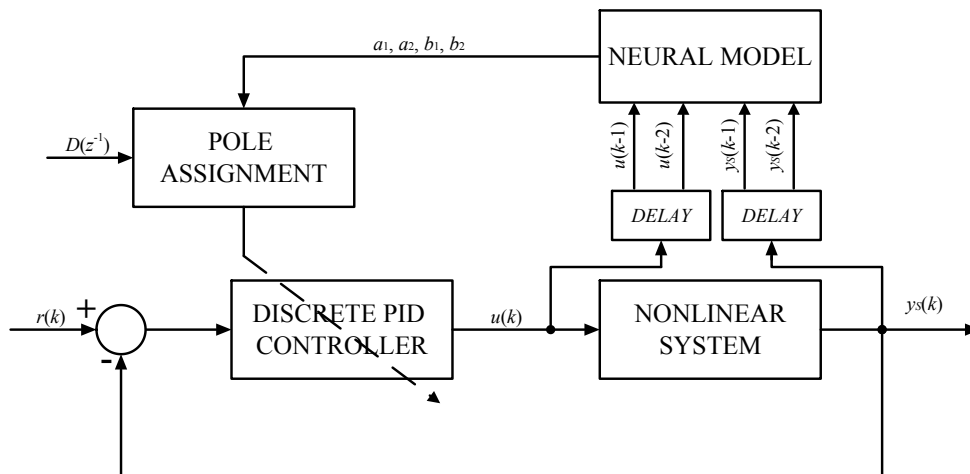 a₁, a₂, b₁, b₂
NEURAL MODEL
D(z⁻¹)
POLE
ASSIGNMENT
u(k-1)
u(k-2)
yₛ(k-1)
yₛ(k-2)
DELAY
DELAY
r(k)
+
-
DISCRETE PID
CONTROLLER
u(k)
NONLINEAR
SYSTEM
yₛ(k)